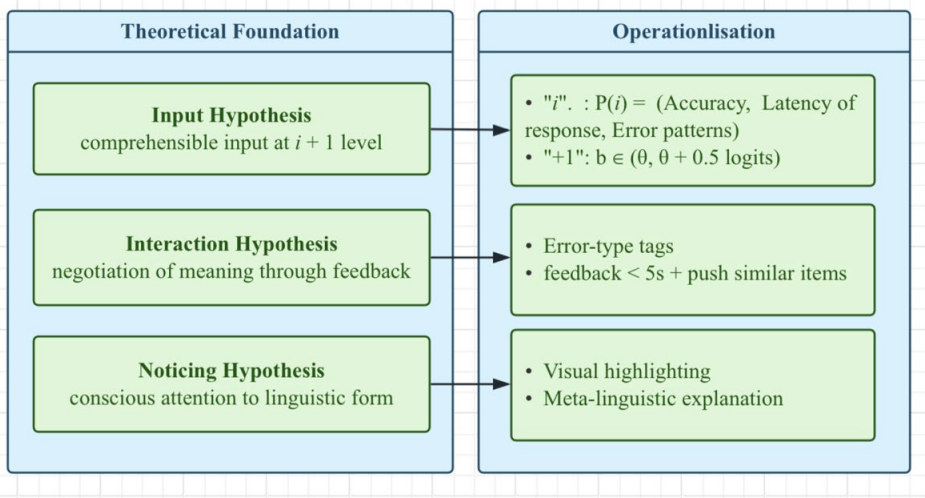 Theoretical Foundation
Input Hypothesis
comprehensible input at i + 1 level
Interaction Hypothesis
negotiation of meaning through feedback
Noticing Hypothesis
conscious attention to linguistic form
Operationlisation
• "i". : P(i) = (Accuracy, Latency of
response, Error patterns)
• "+1": b ∈ (θ, θ + 0.5 logits)
• Error-type tags
• feedback < 5s + push similar items
• Visual highlighting
• Meta-linguistic explanation